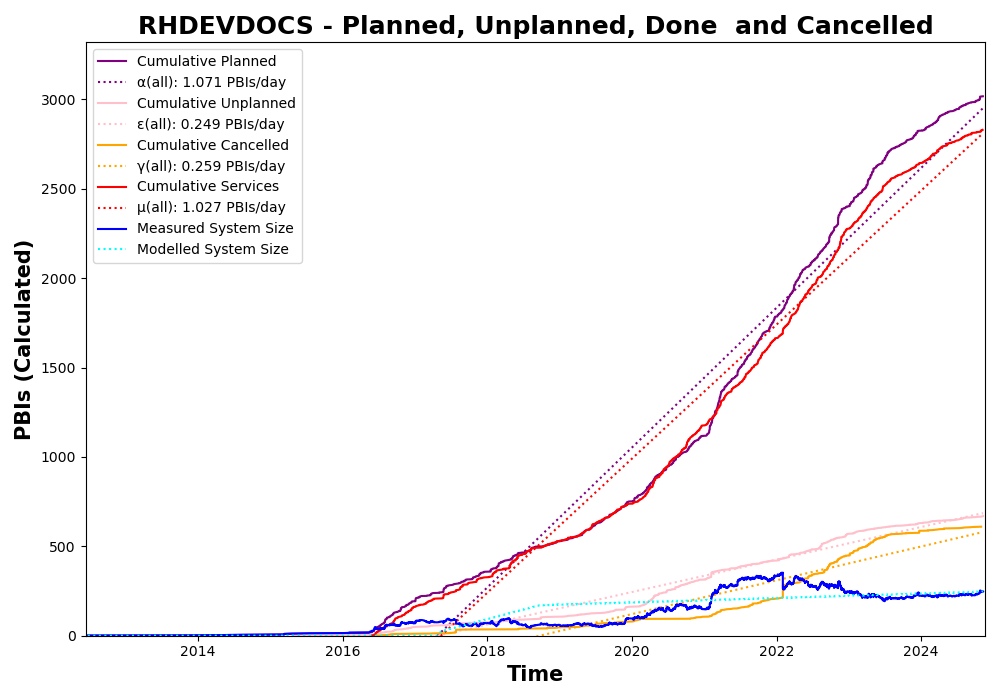 RHDEVDOCS - Planned, Unplanned, Done  and Cancelled
Cumulative Planned
α(all): 1.071 PBIs/day
Cumulative Unplanned
ε(all): 0.249 PBIs/day
Cumulative Cancelled
γ(all): 0.259 PBIs/day
Cumulative Services
μ(all): 1.027 PBIs/day
Measured System Size
Modelled System Size
PBIs (Calculated)
3000
2500
2000
1500
1000
500
0
2014
2016
2018
2020
2022
2024
Time